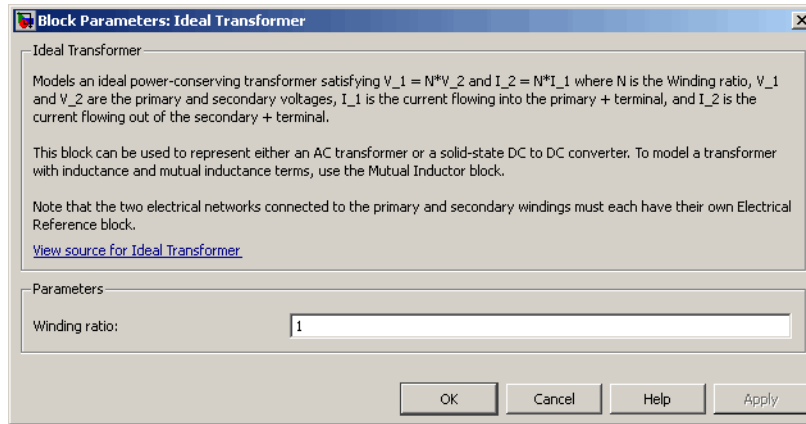 Block Parameters: Ideal Transformer
Ideal Transformer
Models an ideal power-conserving transformer satisfying V_1 = N*V_2 and I_2 = N*I_1 where N is the Winding ratio, V_1
and V_2 are the primary and secondary voltages, I_1 is the current flowing into the primary + terminal, and I_2 is the
current flowing out of the secondary + terminal.
This block can be used to represent either an AC transformer or a solid-state DC to DC converter. To model a transformer
with inductance and mutual inductance terms, use the Mutual Inductor block.
Note that the two electrical networks connected to the primary and secondary windings must each have their own Electrical
Reference block.
View source for Ideal Transformer
Parameters
Winding ratio: 1
OK Cancel Help Apply